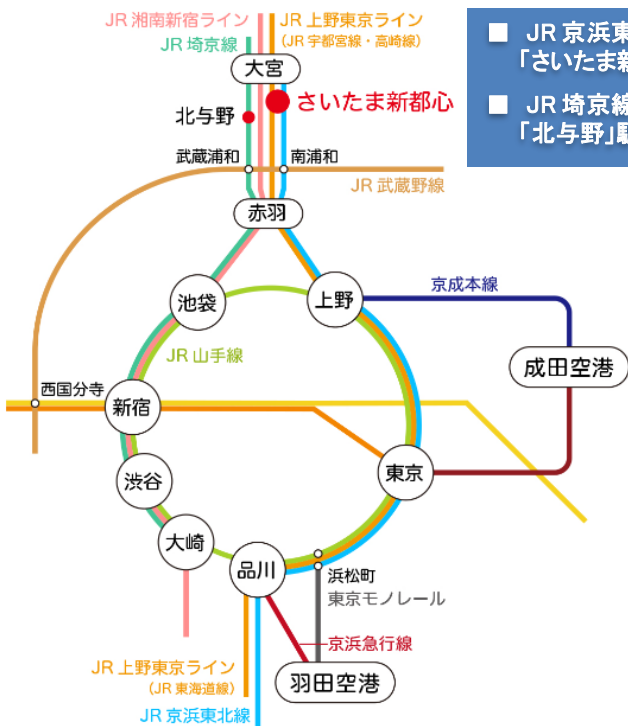 JR 湘南新宿ライン
JR 上野東京ライン
(JR 宇都宮線・高崎線)
JR 埼京線
大宮
さいたま新都心
北与野
■ JR 京浜東
「さいたま新
■ JR 埼京線
「北与野」駅
武蔵浦和
南浦和
JR 武蔵野線
赤羽
池袋
上野
京成本線
JR 山手線
成田空港
西国分寺
新宿
渋谷
東京
大崎
品川
浜松町
東京モノレール
京浜急行線
羽田空港
JR 上野東京ライン
(JR 東海道線)
JR 京浜東北線